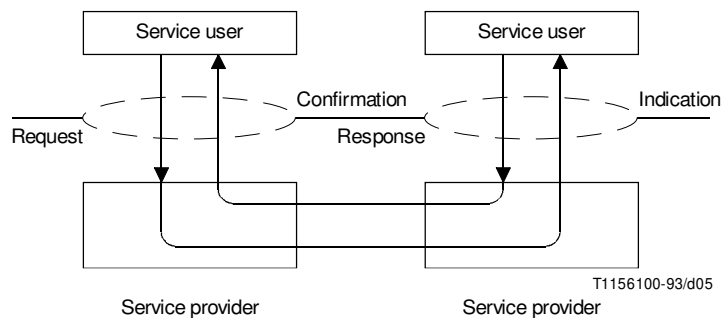 Service user
Service user
Confirmation
Indication
Request
Response
T1156100-93/d05
Service provider
Service provider